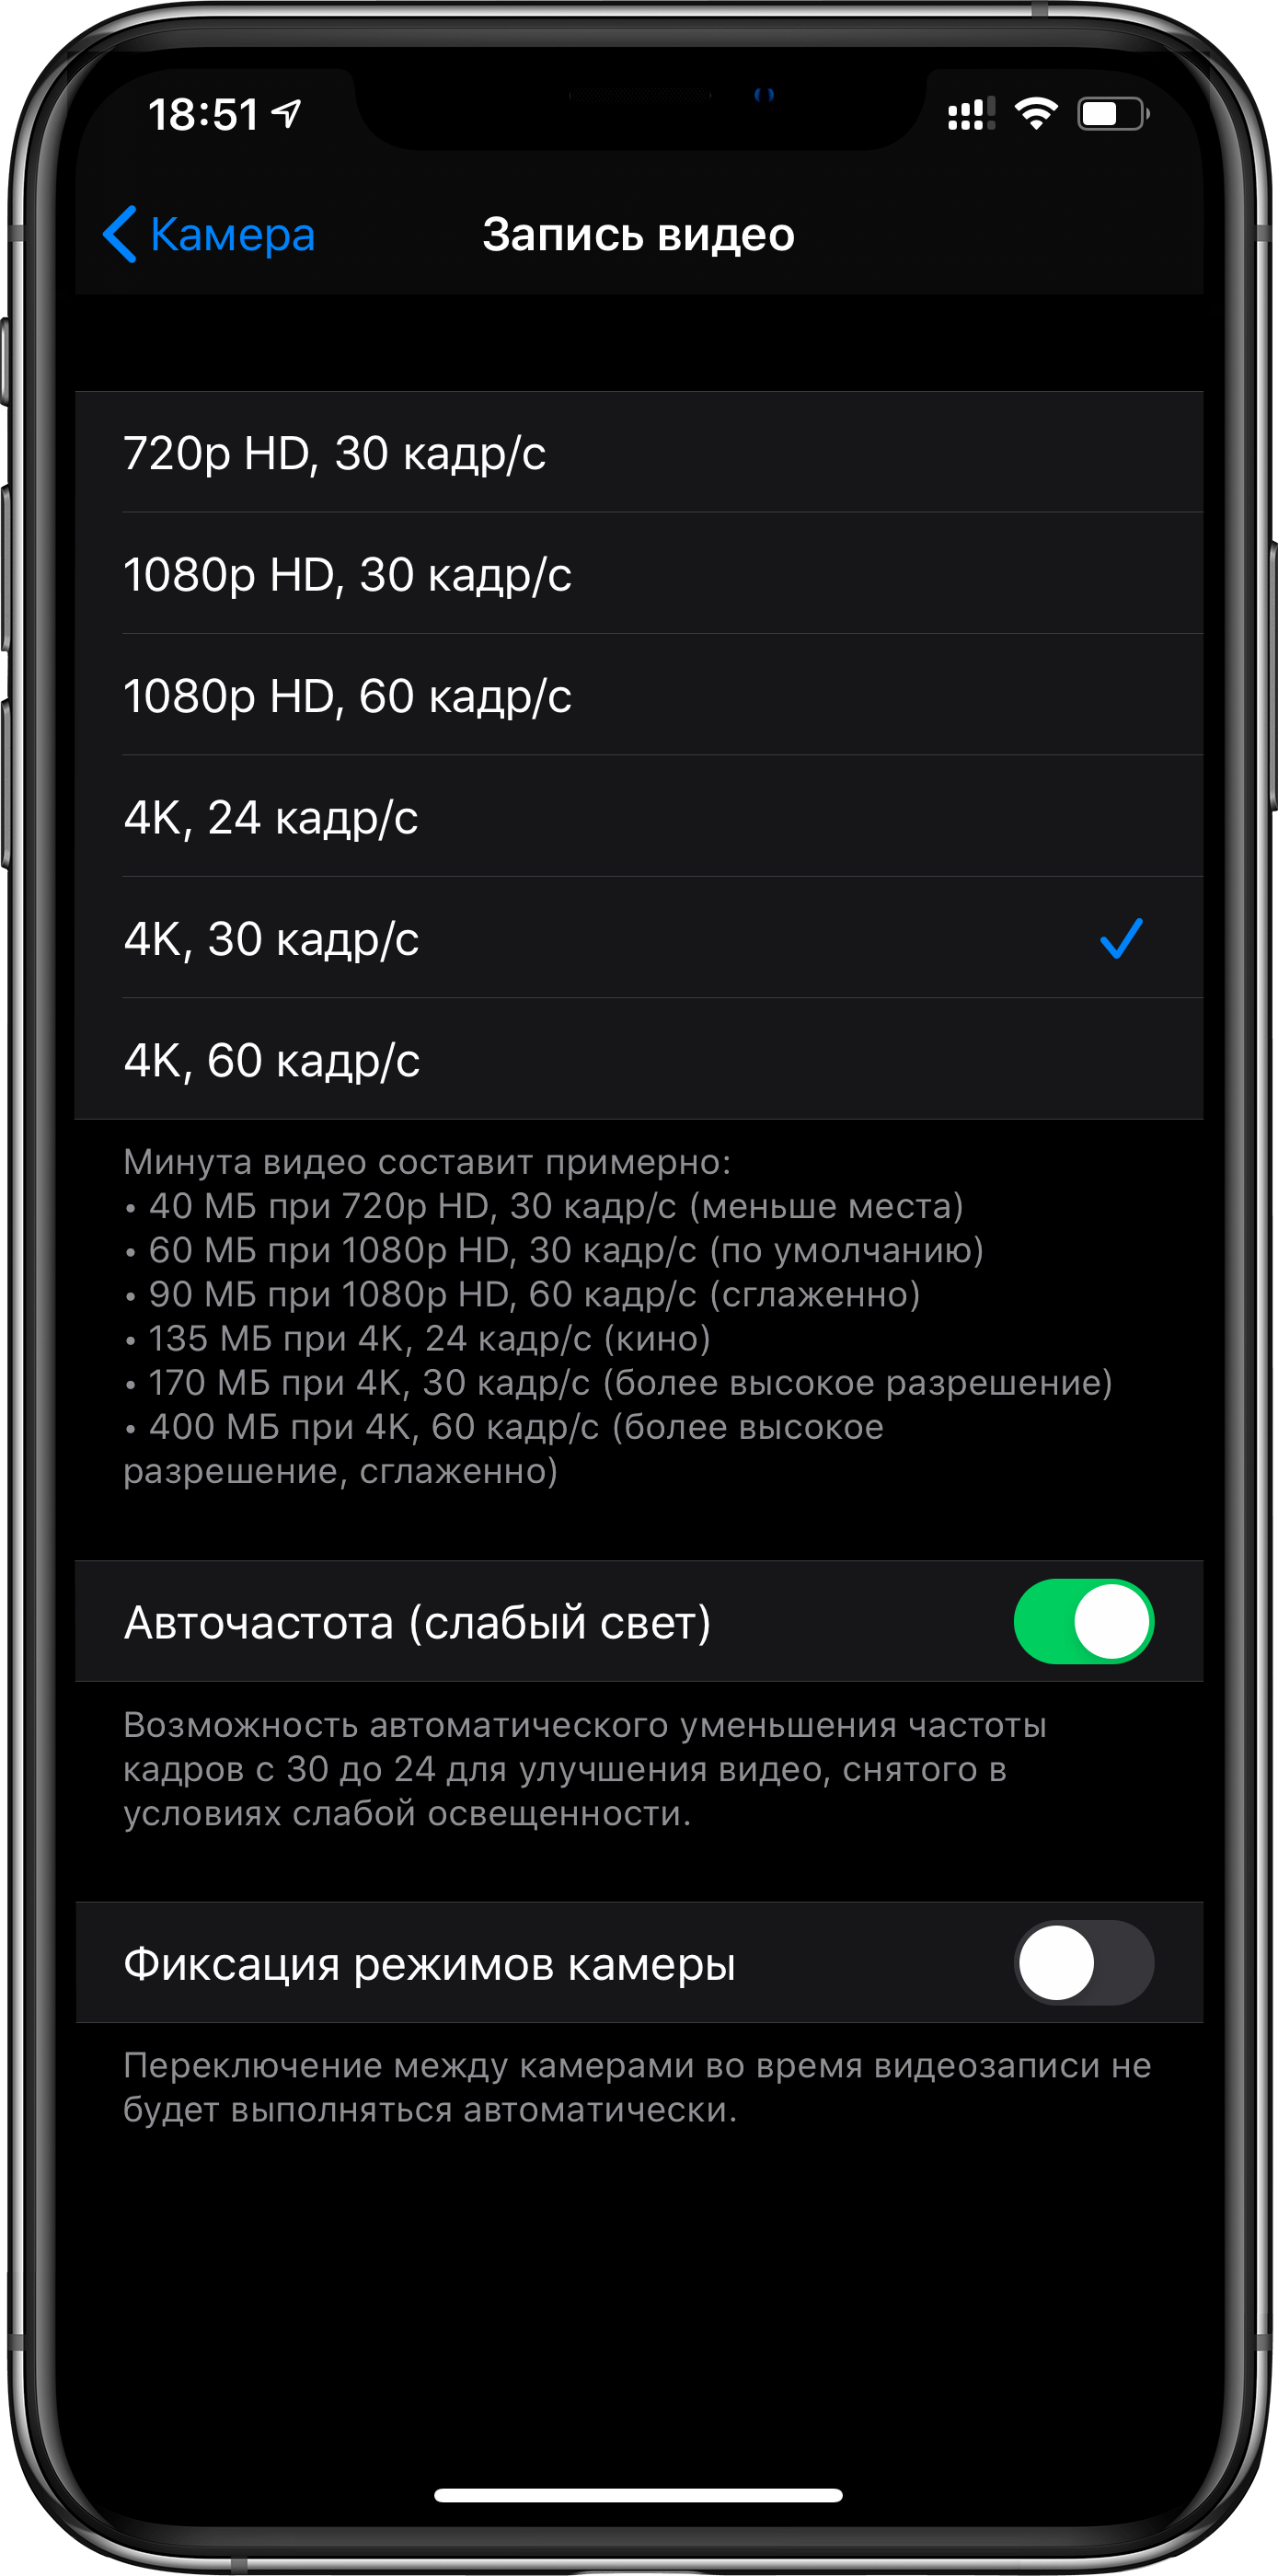 18:51
Камера
Запись видео
720p HD, 30 кадр/с
1080p HD, 30 кадр/с
1080p HD, 60 кадр/с
4K, 24 кадр/с
4K, 30 кадр/с
4K, 60 кадр/с
Минута видео составит примерно:
• 40 МБ при 720p HD, 30 кадр/с (меньше места)
• 60 МБ при 1080p HD, 30 кадр/с (по умолчанию)
• 90 МБ при 1080p HD, 60 кадр/с (сглаженно)
• 135 МБ при 4K, 24 кадр/с (кино)
• 170 МБ при 4K, 30 кадр/с (более высокое разрешение)
• 400 МБ при 4K, 60 кадр/с (более высокое
разрешение, сглаженно)
Авточастота (слабый свет)
Возможность автоматического уменьшения частоты
кадров с 30 до 24 для улучшения видео, снятого в
условиях слабой освещенности.
Фиксация режимов камеры
Переключение между камерами во время видеозаписи не
будет выполняться автоматически.